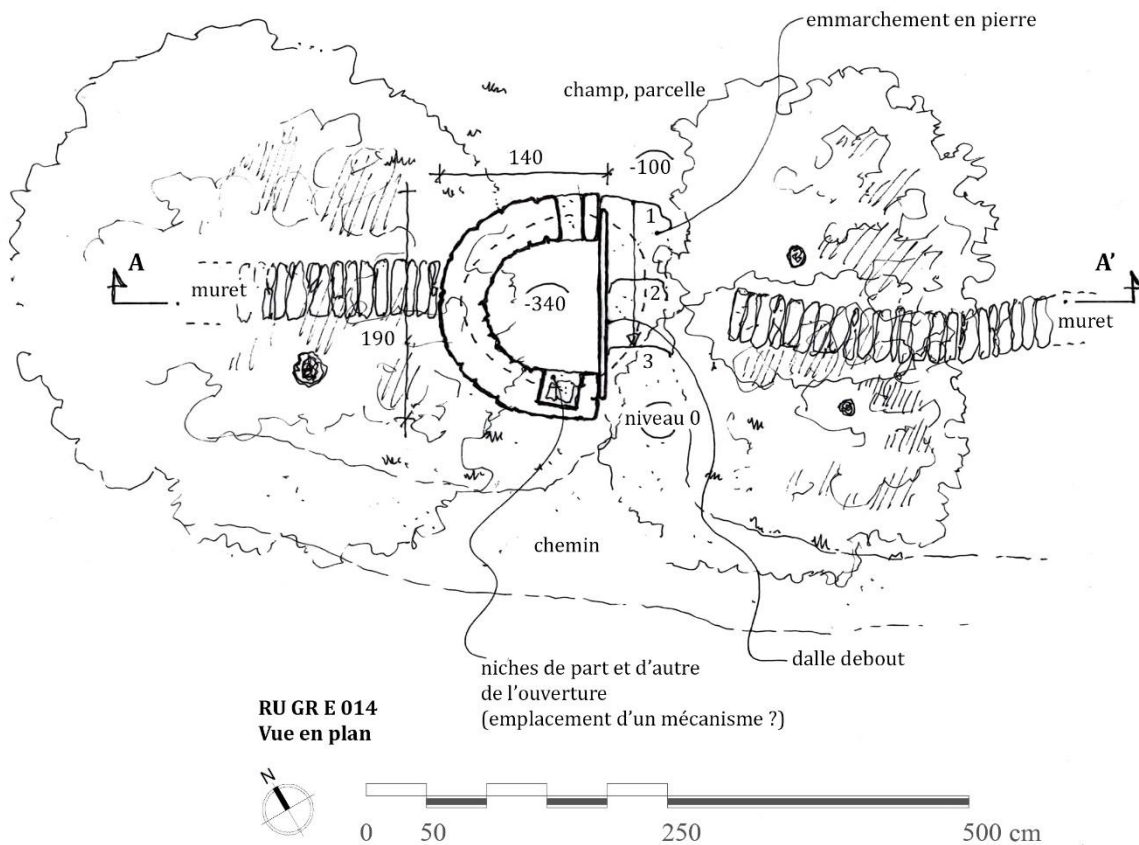 emmarchement en pierre
champ, parcelle
140
-100
1
A
A'
muret
2
-340
muret
190
3
niveau 0
chemin
niches de part et d'autre
de l'ouverture
(emplacement d'un mécanisme ?)
dalle debout
RU GR E 014
Vue en plan
N
0 50 250 500 cm